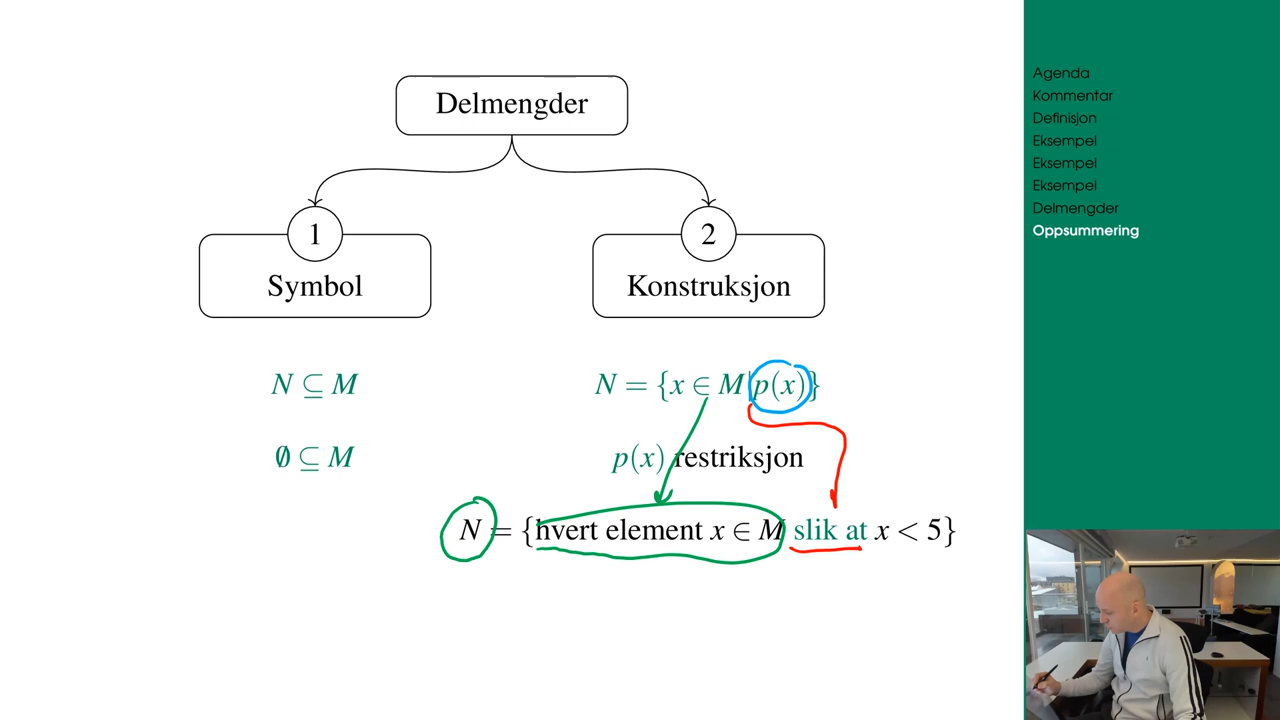 Delmengder
1
Symbol
2
Konstruksjon
N ⊆ M
N = {x ∈ M|p(x)}
∅ ⊆ M
p(x) restriksjon
N = {hvert element x ∈ M slik at x < 5}
Agenda
Kommentar
Definisjon
Eksempel
Eksempel
Eksempel
Delmengder
Oppsummering